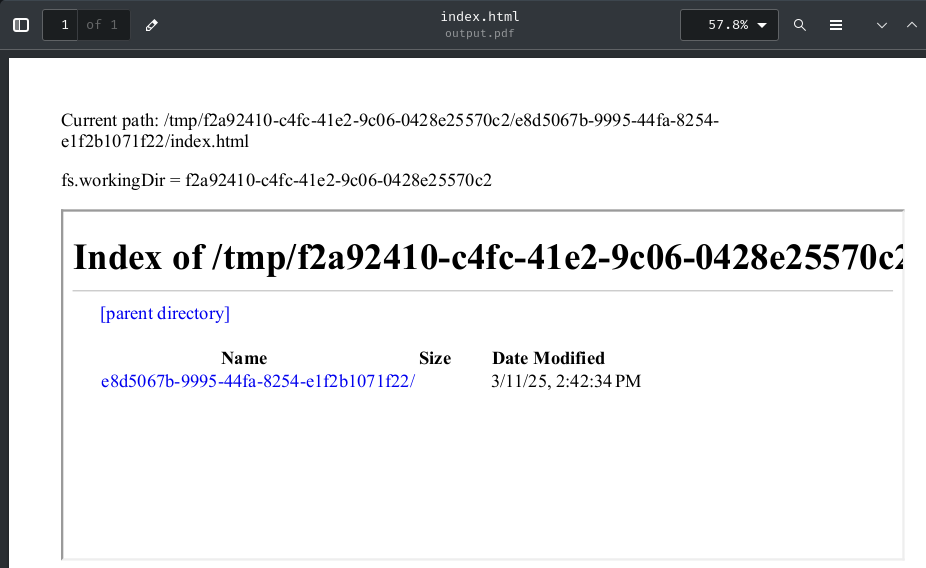 1 of 1
index.html
output.pdf
57.8%
Current path: /tmp/f2a92410-c4fc-41e2-9c06-0428e25570c2/e8d5067b-9995-44fa-8254-
e1f2b1071f22/index.html
fs.workingDir = f2a92410-c4fc-41e2-9c06-0428e25570c2
Index of /tmp/f2a92410-c4fc-41e2-9c06-0428e25570c2
[parent directory]
Name Size Date Modified
e8d5067b-9995-44fa-8254-e1f2b1071f22/ 3/11/25, 2:42:34 PM